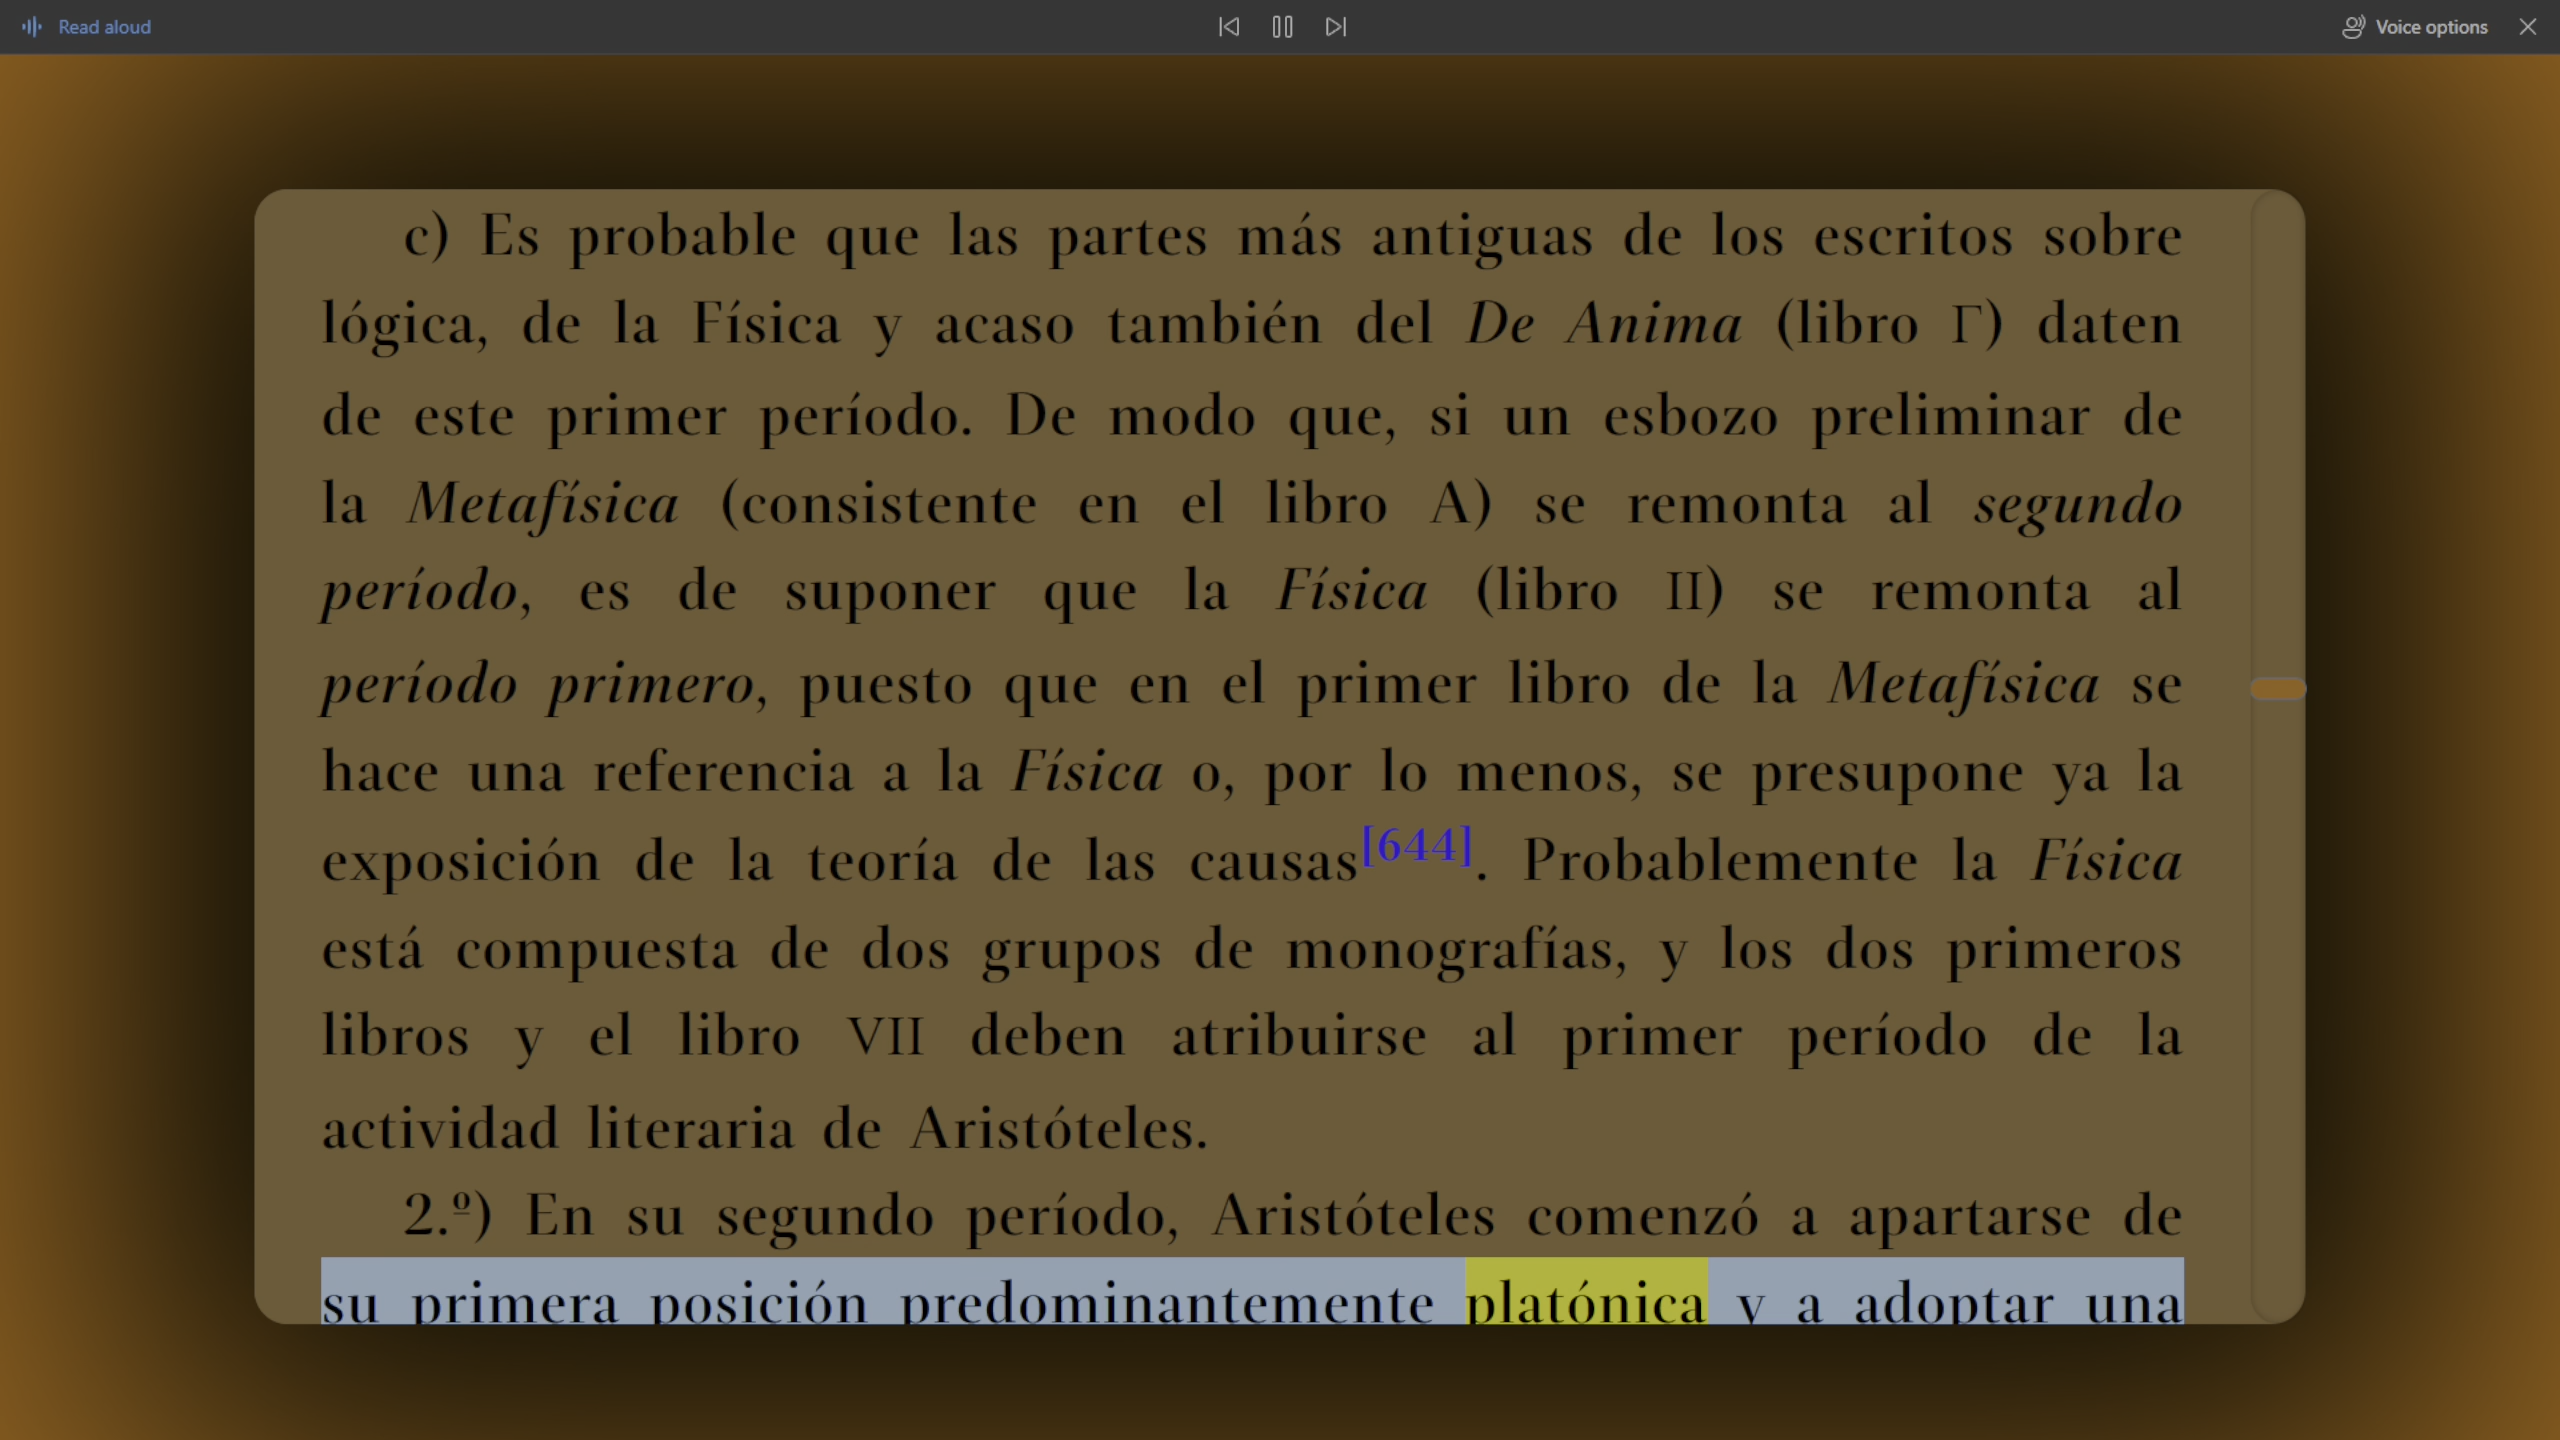 Read aloud
Voice options
c) Es probable que las partes más antiguas de los escritos sobre
lógica, de la Física y acaso también del De Anima (libro Γ) daten
de este primer período. De modo que, si un esbozo preliminar de
la Metafísica (consistente en el libro A) se remonta al segundo
período, es de suponer que la Física (libro II) se remonta al
período primero, puesto que en el primer libro de la Metafísica se
hace una referencia a la Física o, por lo menos, se presupone ya la
exposición de la teoría de las causas[644]. Probablemente la Física
está compuesta de dos grupos de monografías, y los dos primeros
libros y el libro VII deben atribuirse al primer período de la
actividad literaria de Aristóteles.
2.º) En su segundo período, Aristóteles comenzó a apartarse de
su primera posición predominantemente platónica y a adoptar una